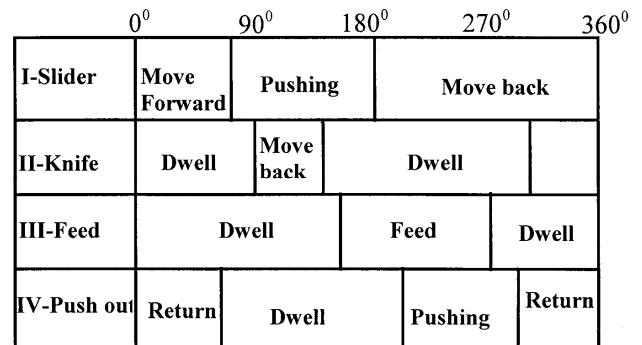 0⁰ 90⁰ 180⁰ 270⁰ 360⁰
I-Slider Move Forward Pushing Move back
II-Knife Dwell Move back Dwell
III-Feed Dwell Feed Dwell
IV-Push out Return Dwell Pushing Return